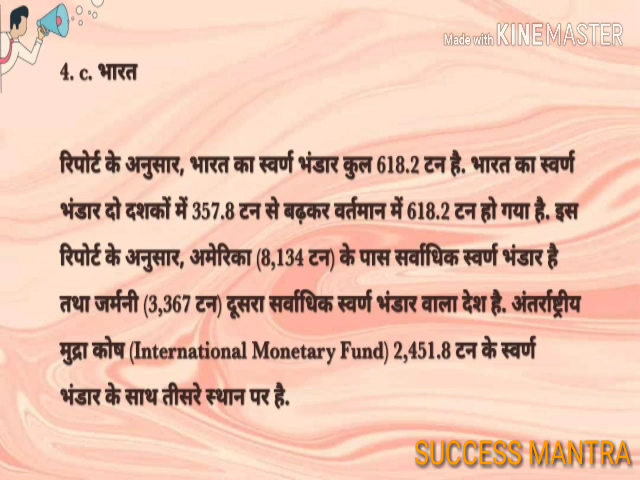 Made with KINEMASTER
4. c. भारत
रिपोर्ट के अनुसार, भारत का स्वर्ण भंडार कुल 618.2 टन है. भारत का स्वर्ण
भंडार दो दशकों में 357.8 टन से बढ़कर वर्तमान में 618.2 टन हो गया है. इस
रिपोर्ट के अनुसार, अमेरिका (8,134 टन) के पास सर्वाधिक स्वर्ण भंडार है
तथा जर्मनी (3,367 टन) दूसरा सर्वाधिक स्वर्ण भंडार वाला देश है. अंतर्राष्ट्रीय
मुद्रा कोष (International Monetary Fund) 2,451.8 टन के स्वर्ण
भंडार के साथ तीसरे स्थान पर है.
SUCCESS MANTRA